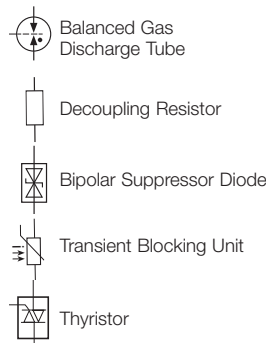 Balanced Gas
Discharge Tube
Decoupling Resistor
Bipolar Suppressor Diode
Transient Blocking Unit
Thyristor